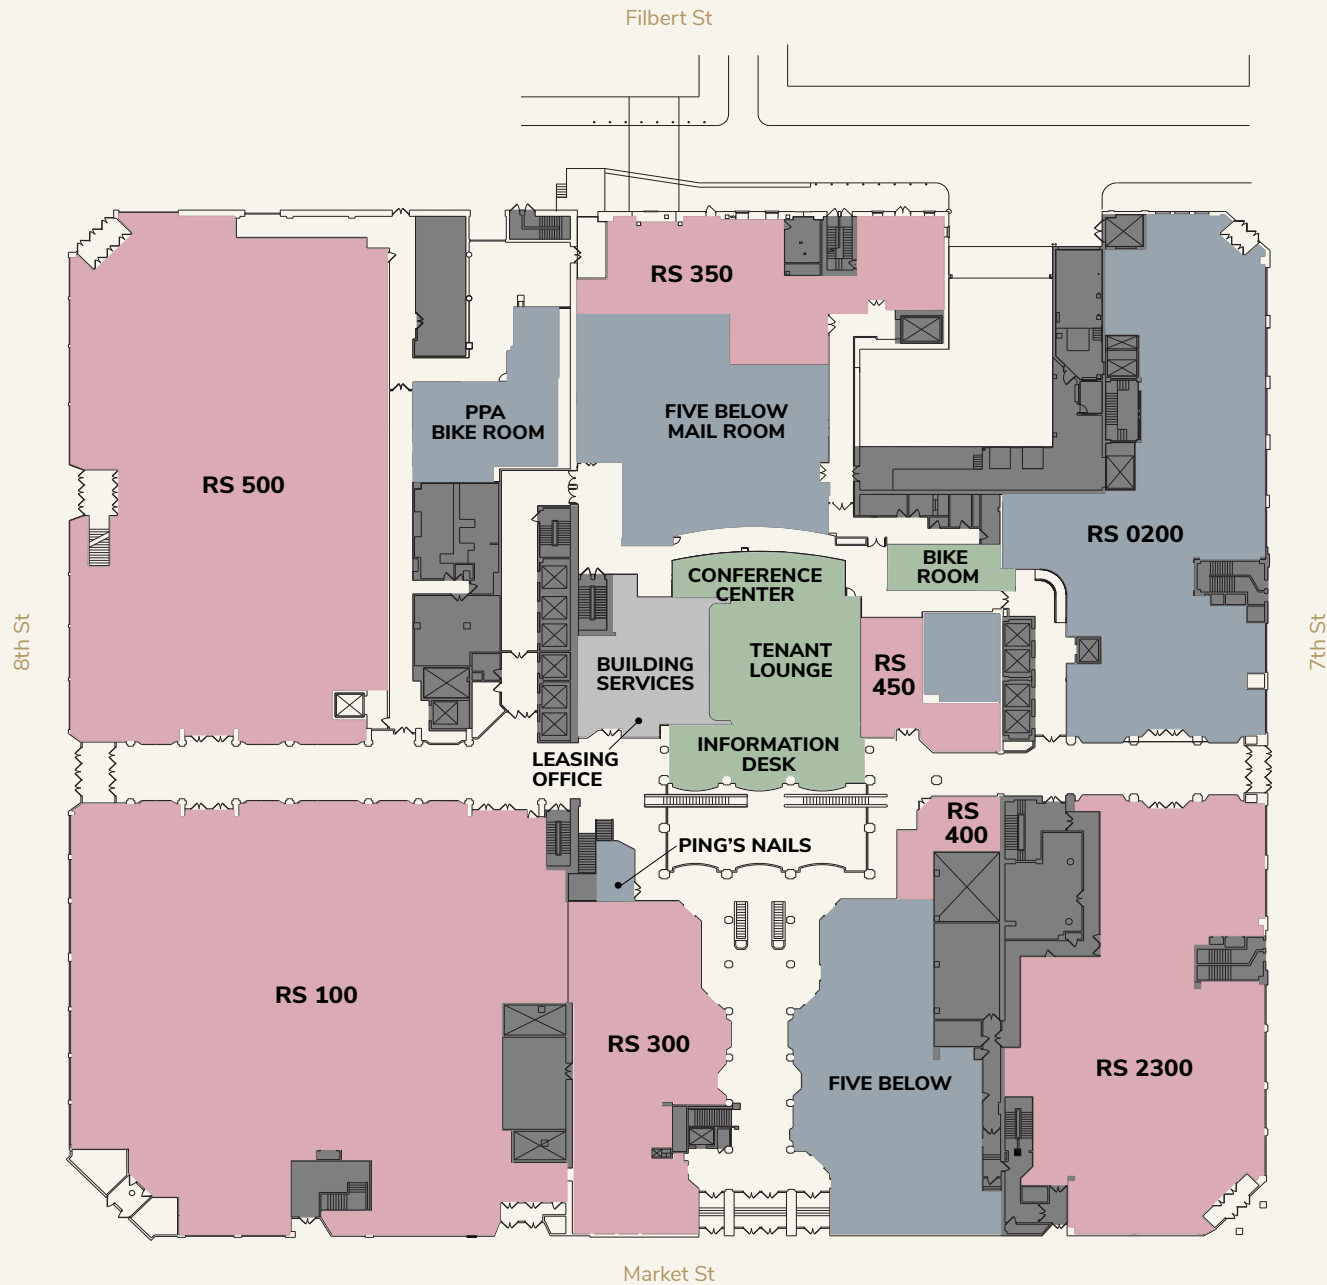 Filbert St
RS 350
PPA
BIKE ROOM
FIVE BELOW
MAIL ROOM
RS 500
RS 0200
BIKE
ROOM
CONFERENCE
CENTER
8th St
7th St
BUILDING
SERVICES
TENANT
LOUNGE
RS
450
INFORMATION
DESK
LEASING
OFFICE
RS
400
PING'S NAILS
RS 100
RS 300
FIVE BELOW
RS 2300
Market St